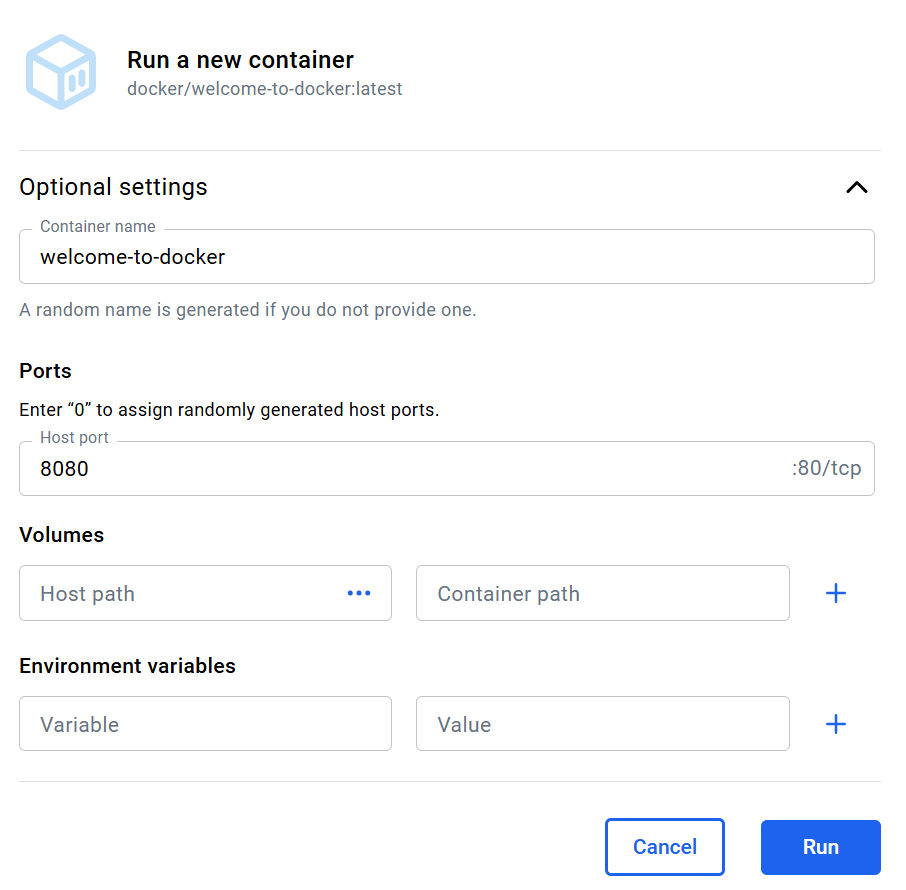 Run a new container
docker/welcome-to-docker:latest
Optional settings
Container name
welcome-to-docker
A random name is generated if you do not provide one.
Ports
Enter “0” to assign randomly generated host ports.
Host port
8080 :80/tcp
Volumes
Host path Container path
Environment variables
Variable Value
Cancel Run